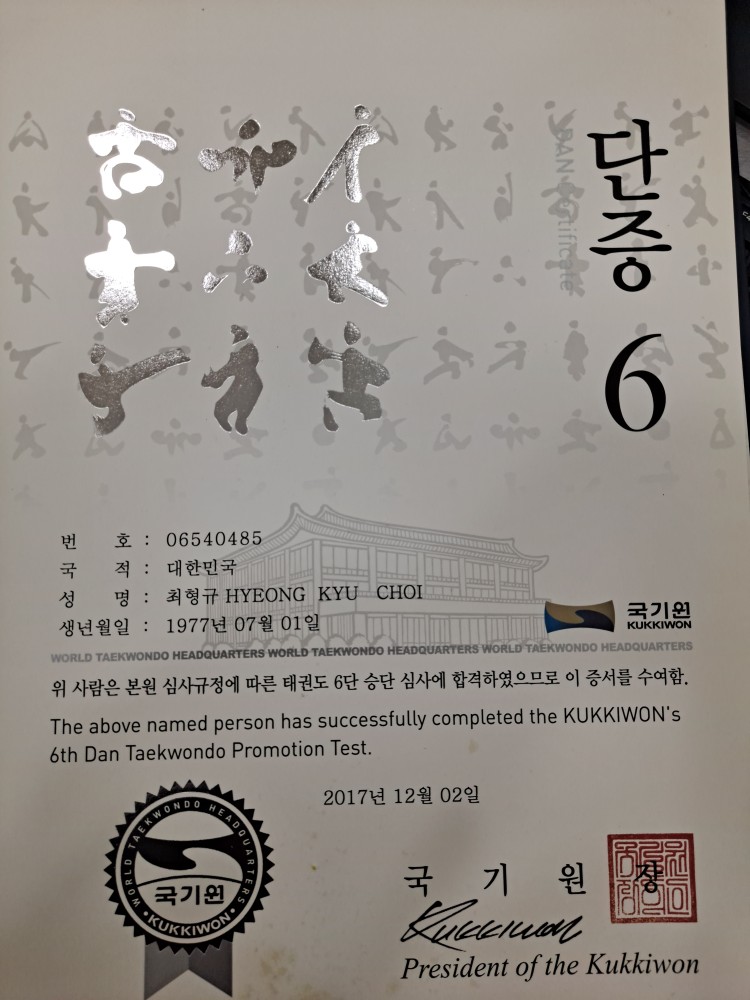 단증
DAN Certificate
6
번 호 : 06540485
국 적 : 대한민국
성 명 : 최형규 HYEONG KYU CHOI
생년월일 : 1977년 07월 01일
국기원
KUKKIWON
WORLD TAEKWONDO HEADQUARTERS WORLD TAEKWONDO HEADQUARTERS WORLD TAEKWONDO HEADQUARTERS
위 사람은 본원 심사규정에 따른 태권도 6단 승단 심사에 합격하였으므로 이 증서를 수여함.
The above named person has successfully completed the KUKKIWON's
6th Dan Taekwondo Promotion Test.
2017년 12월 02일
WORLD TAEKWONDO HEADQUARTERS
국기원
KUKKIWON
국 기 원 장
Kukkiwon
President of the Kukkiwon